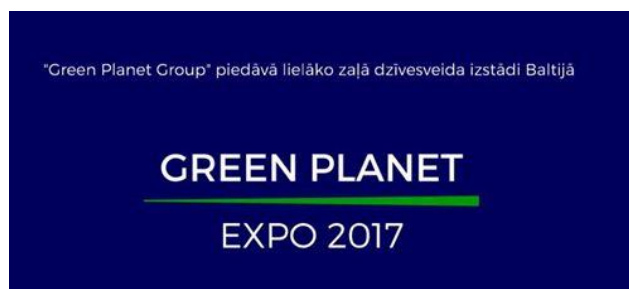 "Green Planet Group" piedāvā lielāko zaļā dzīvesveida izstādi Baltijā
GREEN PLANET
EXPO 2017